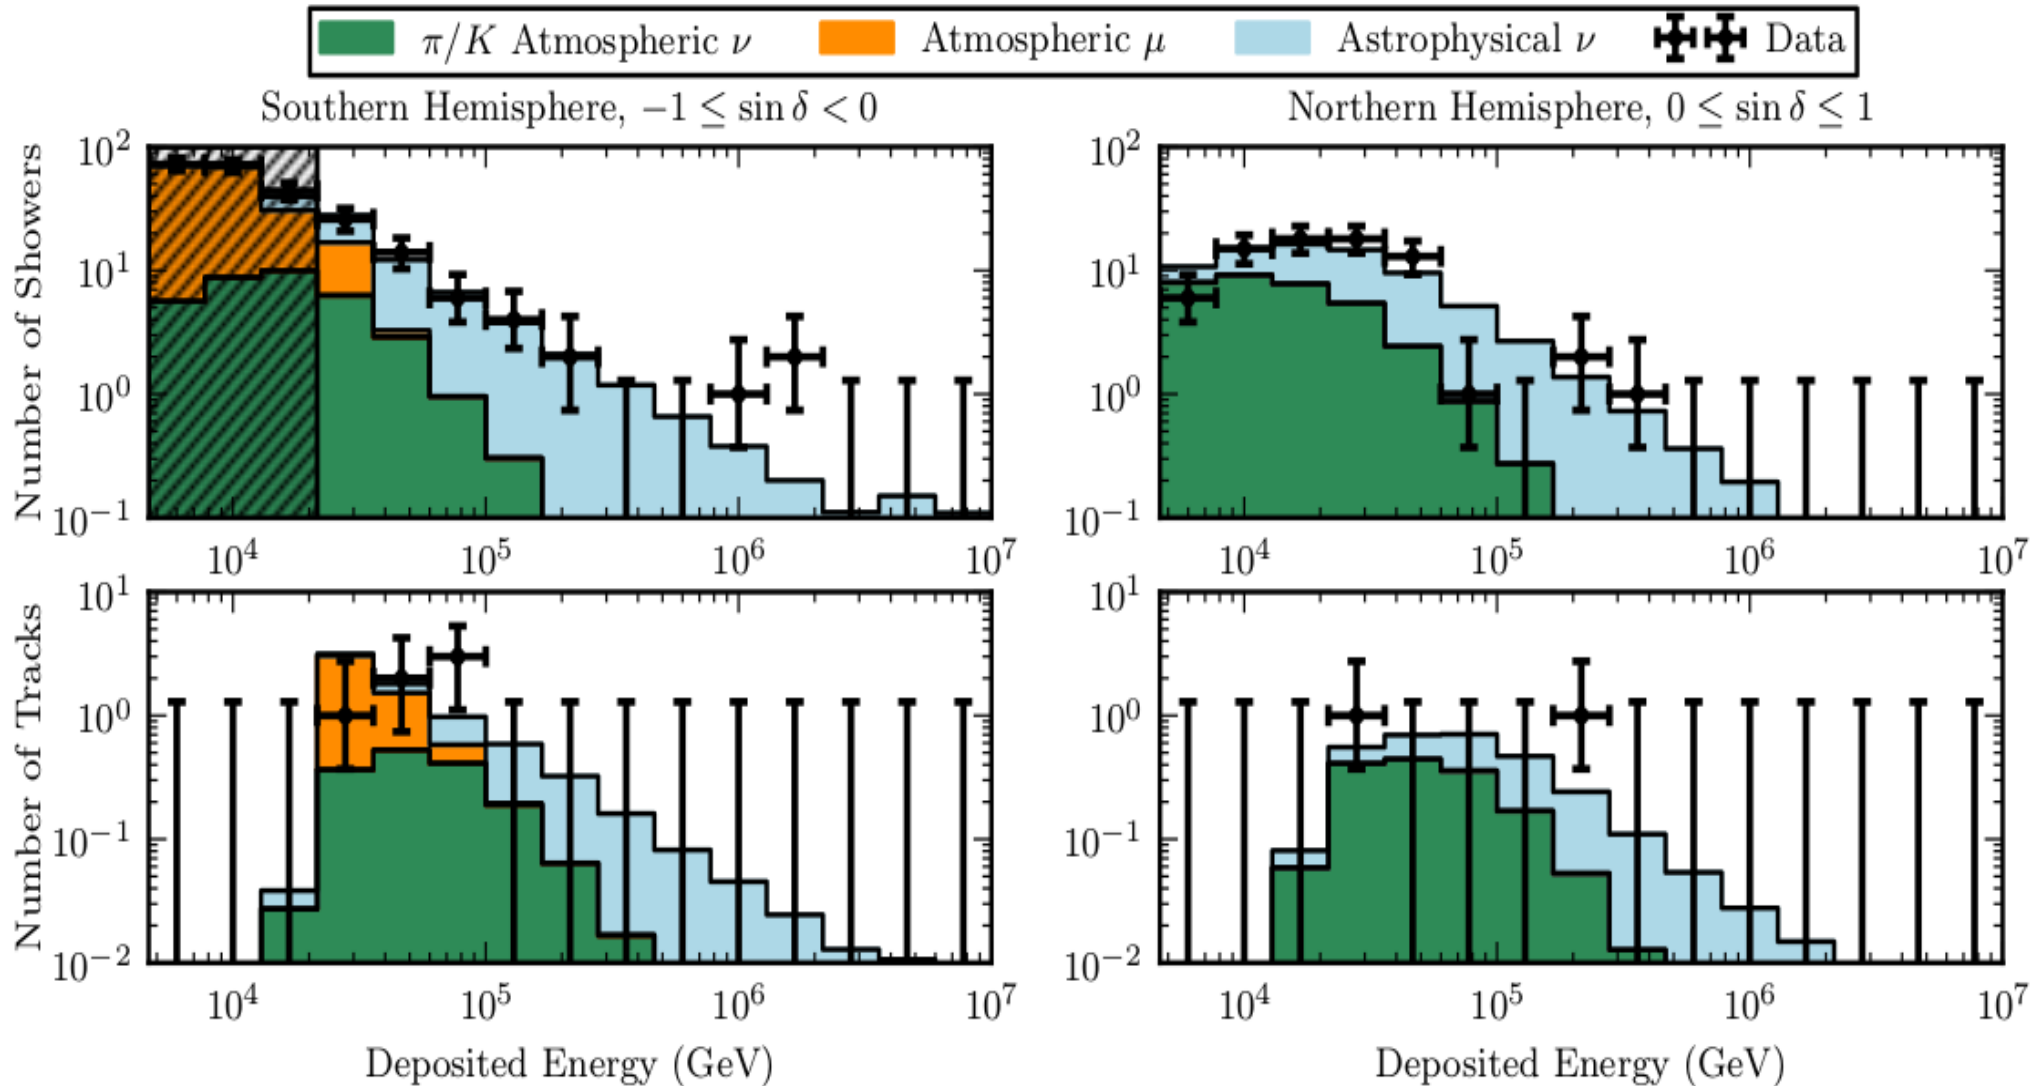 π/K Atmospheric ν Atmospheric μ Astrophysical ν Data
Southern Hemisphere, −1 ≤ sin δ < 0
Northern Hemisphere, 0 ≤ sin δ ≤ 1
Number of Showers
10²
10¹
10⁰
10⁻¹
10⁴ 10⁵ 10⁶ 10⁷
10²
10¹
10⁰
10⁻¹
10⁴ 10⁵ 10⁶ 10⁷
Number of Tracks
10¹
10⁰
10⁻¹
10⁻²
10⁴ 10⁵ 10⁶ 10⁷
Deposited Energy (GeV)
10¹
10⁰
10⁻¹
10⁻²
10⁴ 10⁵ 10⁶ 10⁷
Deposited Energy (GeV)